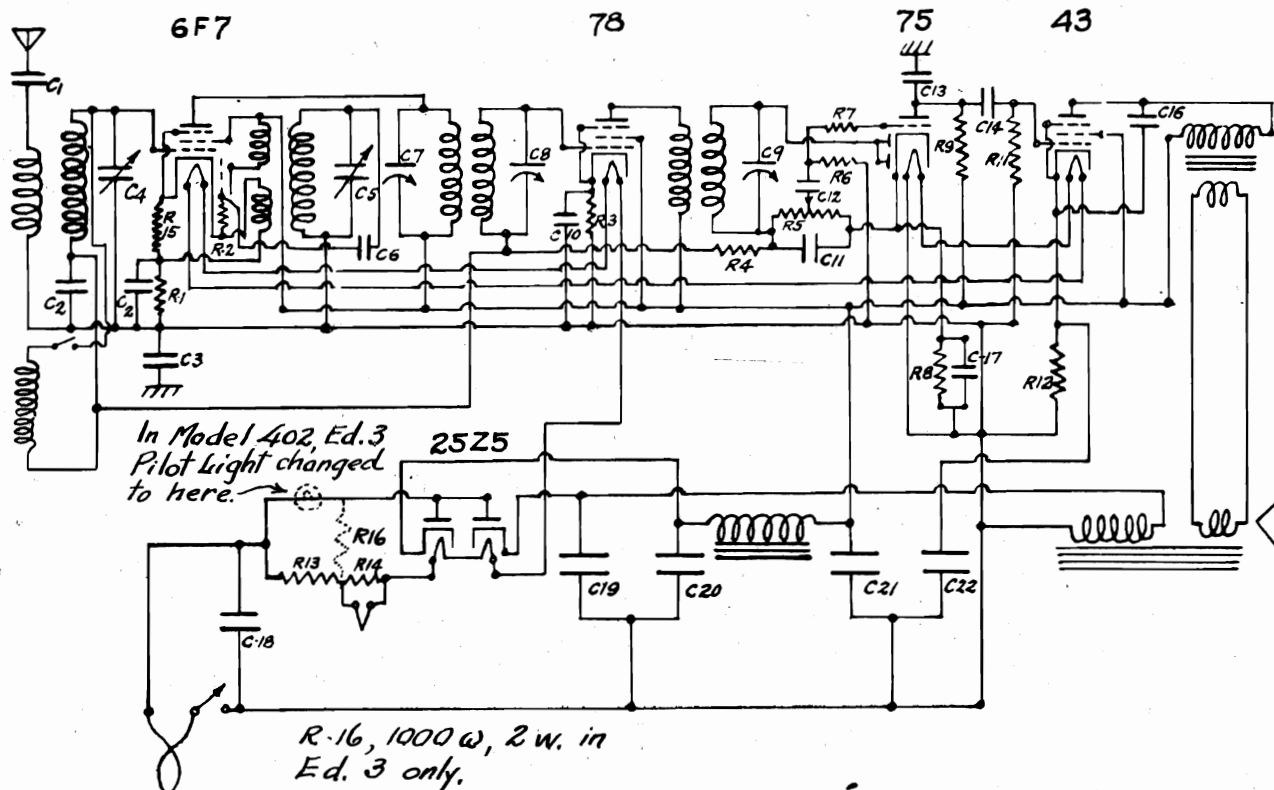 6F7
78
75
43
C1
C13
C16
C14
R7
R9
R11
C4
C5
C7
C8
C9
R6
C12
R
15
R2
C10
R3
R5
C6
R4
C11
C2
C2
R1
C3
R8
C-17
R12
In Model 402, Ed.3
Pilot Light changed
to here.
25Z5
R16
R13
R14
C19
C20
C21
C22
C-18
R-16, 1000 ω, 2 w. in
Ed. 3 only.